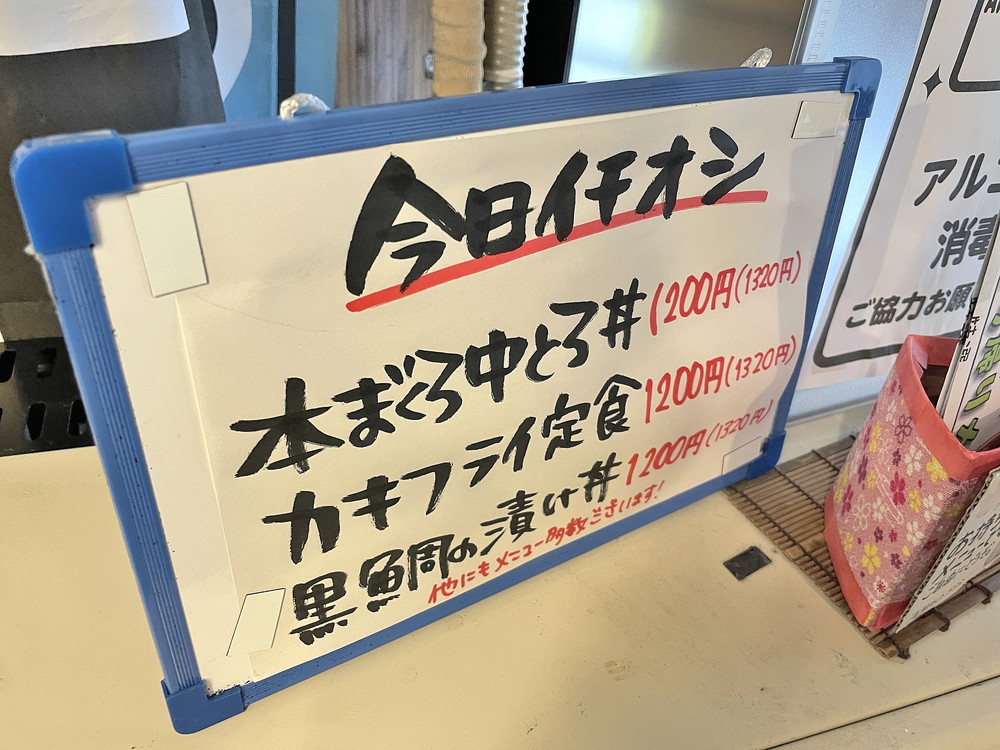 今日イチオシ
本まぐろ中とろ丼 1200円(1320円)
カキフライ定食 1200円(1320円)
黒鯛の漬け丼 1200円(1320円)
他にもメニュー多数ございます!
アルコ
消毒
ご協力お願